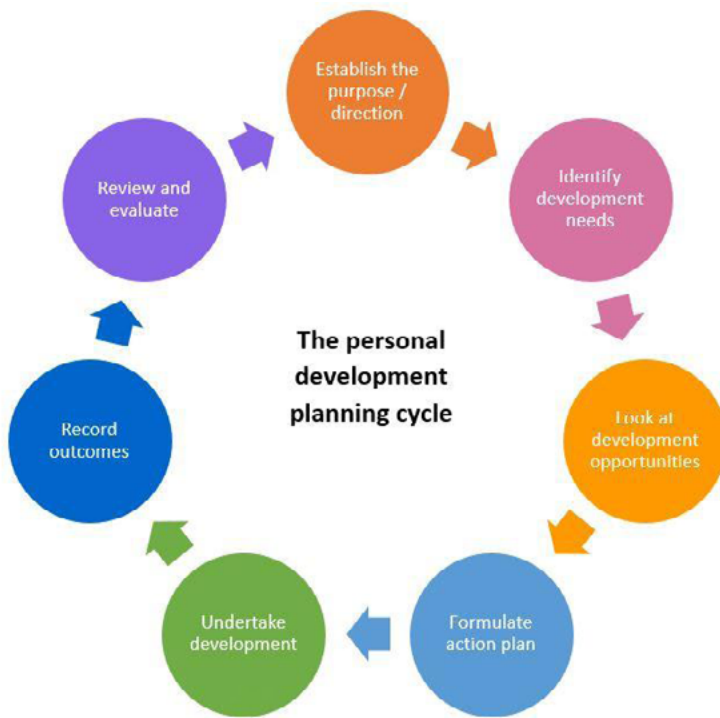 Establish the
purpose /
direction
Identify
development
needs
Look at
development
opportunities
Formulate
action plan
Undertake
development
Record
outcomes
Review and
evaluate
The personal
development
planning cycle